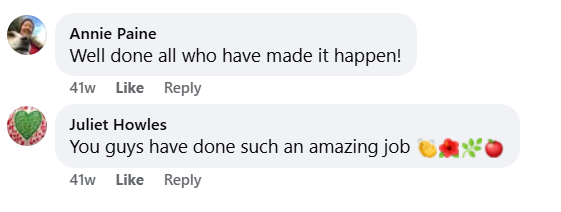 Annie Paine
Well done all who have made it happen!
41w Like Reply
Juliet Howles
You guys have done such an amazing job 👏🌺🌿🍎
41w Like Reply